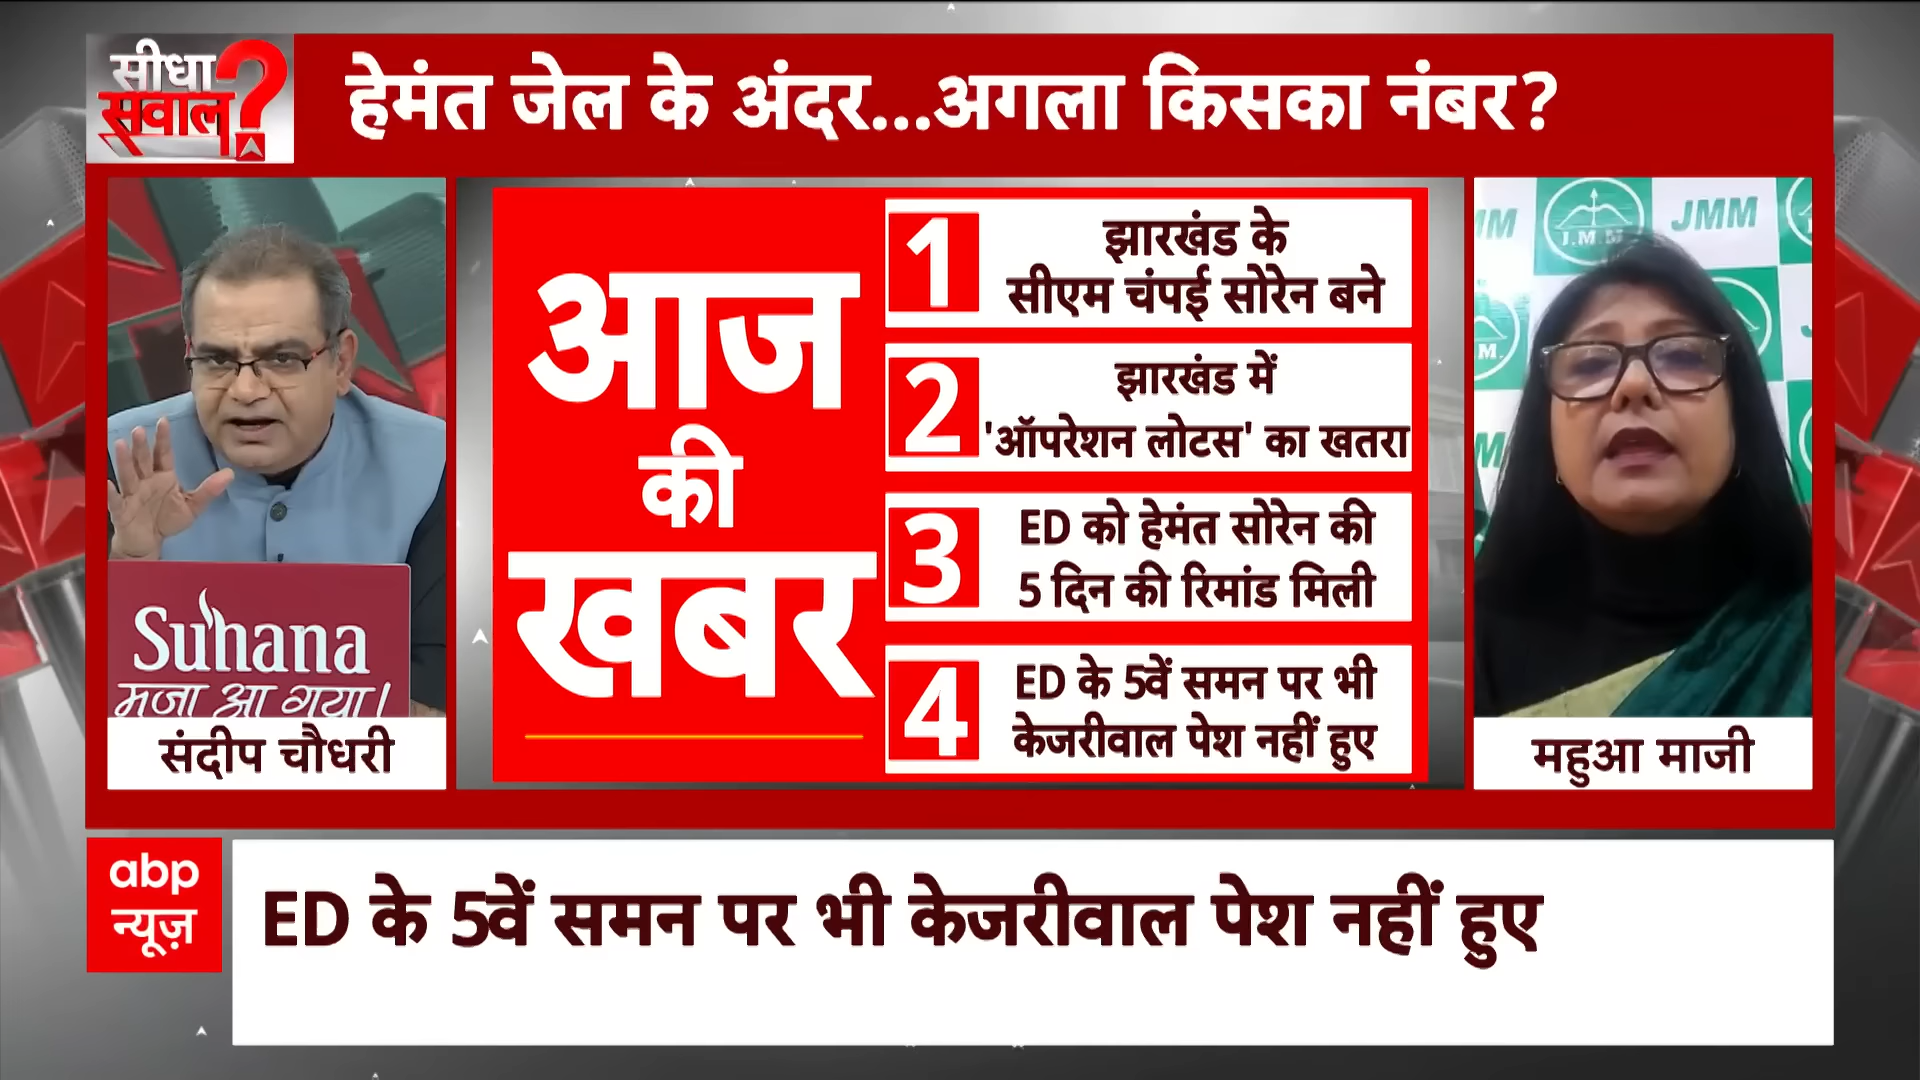 सीधा
सवाल?
हेमंत जेल के अंदर...अगला किसका नंबर?
Suhana
मज़ा आ गया!
संदीप चौधरी
आज
की
खबर
1
झारखंड के
सीएम चंपई सोरेन बने
2
झारखंड में
'ऑपरेशन लोटस' का खतरा
3
ED को हेमंत सोरेन की
5 दिन की रिमांड मिली
4
ED के 5वें समन पर भी
केजरीवाल पेश नहीं हुए
JMM
J.M.M
महुआ माजी
abp
न्यूज़
ED के 5वें समन पर भी केजरीवाल पेश नहीं हुए